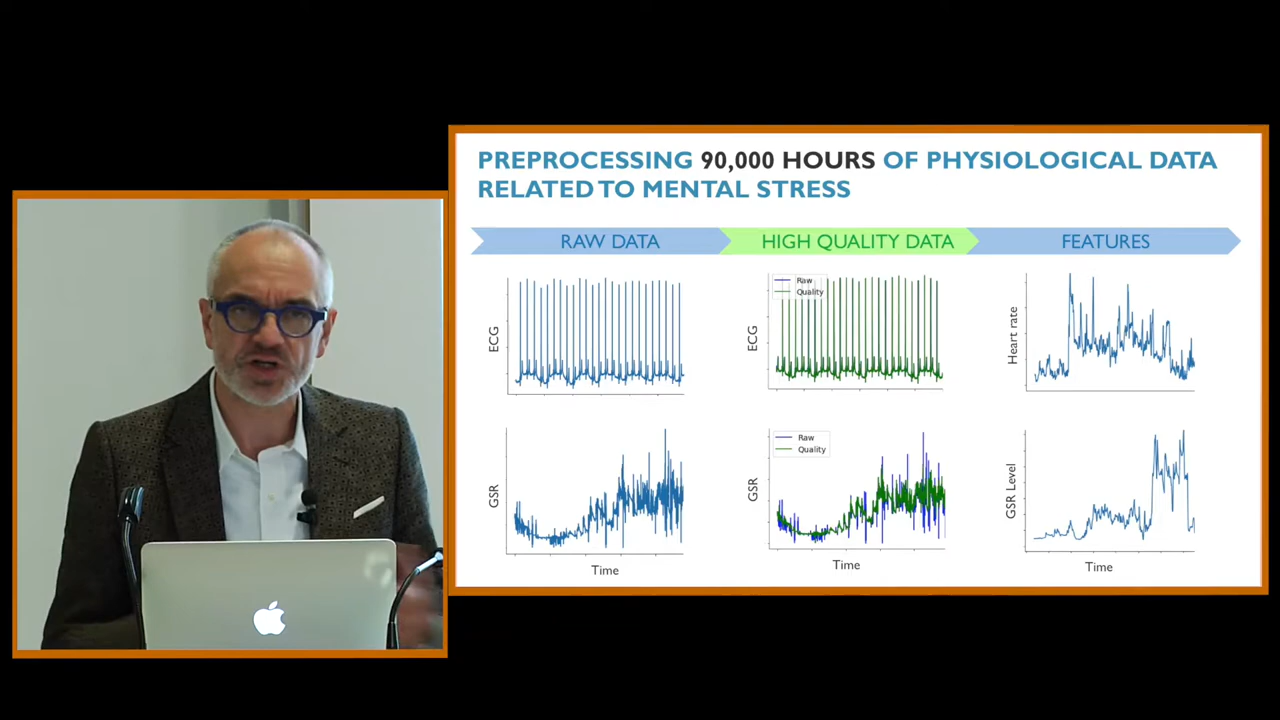 PREPROCESSING 90,000 HOURS OF PHYSIOLOGICAL DATA
RELATED TO MENTAL STRESS
RAW DATA
HIGH QUALITY DATA
FEATURES
ECG
ECG
Raw
Quality
Heart rate
GSR
Time
GSR
Raw
Quality
Time
GSR Level
Time